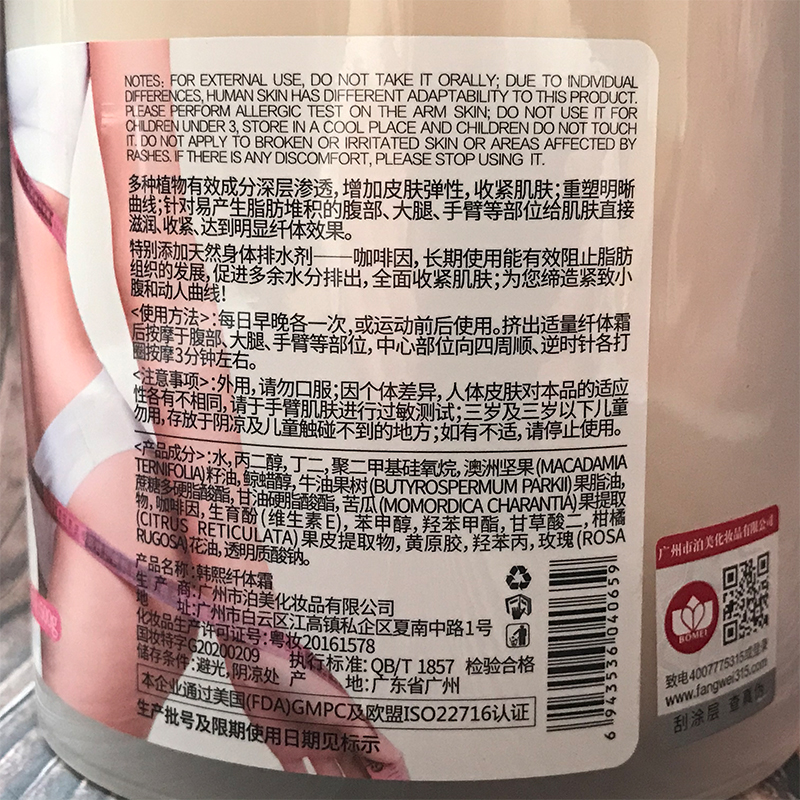 NOTES: FOR EXTERNAL USE, DO NOT TAKE IT ORALLY; DUE TO INDIVIDUAL
DIFFERENCES, HUMAN SKIN HAS DIFFERENT ADAPTABILITY TO THIS PRODUCT.
PLEASE PERFORM ALLERGIC TEST ON THE ARM SKIN; DO NOT USE IT FOR
CHILDREN UNDER 3, STORE IN A COOL PLACE AND CHILDREN DO NOT TOUCH
IT. DO NOT APPLY TO BROKEN OR IRRITATED SKIN OR AREAS AFFECTED BY
RASHES. IF THERE IS ANY DISCOMFORT, PLEASE STOP USING IT.
多种植物有效成分深层渗透,增加皮肤弹性,收紧肌肤;重塑明晰
曲线;针对易产生脂肪堆积的腹部、大腿、手臂等部位给肌肤直接
滋润、收紧、达到明显纤体效果。
特别添加天然身体排水剂——咖啡因,长期使用能有效阻止脂肪
组织的发展,促进多余水分排出,全面收紧肌肤;为您缔造紧致小
腹和动人曲线!
<使用方法>:每日早晚各一次,或运动前后使用。挤出适量纤体霜
后按摩于腹部、大腿、手臂等部位,中心部位向四周顺、逆时针各打
圈按摩3分钟左右。
<注意事项>:外用,请勿口服;因个体差异,人体皮肤对本品的适应
性各有不相同,请于手臂肌肤进行过敏测试;三岁及三岁以下儿童
勿用,存放于阴凉及儿童触碰不到的地方;如有不适,请停止使用。
<产品成分>:水,丙二醇,丁二,聚二甲基硅氧烷,澳洲坚果(MACADAMIA
TERNIFOLIA)籽油,鲸蜡醇,牛油果树(BUTYROSPERMUM PARKII)果脂油,
蔗糖多硬脂酸酯,甘油硬脂酸酯,苦瓜(MOMORDICA CHARANTIA)果提取
物,咖啡因,生育酚(维生素E),苯甲醇,羟苯甲酯,甘草酸二,柑橘
(CITRUS RETICULATA)果皮提取物,黄原胶,羟苯丙,玫瑰(ROSA
RUGOSA)花油,透明质酸钠。
产品名称:韩熙纤体霜
生产商:广州市泊美化妆品有限公司
地址:广州市白云区江高镇私企区夏南中路1号
化妆品生产许可证号:粤妆20161578
国妆特字G20200209 执行标准:QB/T 1857 检验合格
储存条件:避光,阴凉处 产地:广东省广州
本企业通过美国(FDA)GMPC及欧盟ISO22716认证
生产批号及限期使用日期见标示
6943536040659
广州市泊美化妆品有限公司
BOMEI
致电4007775315或登录
www.fangwei315.com
刮涂层 查真伪